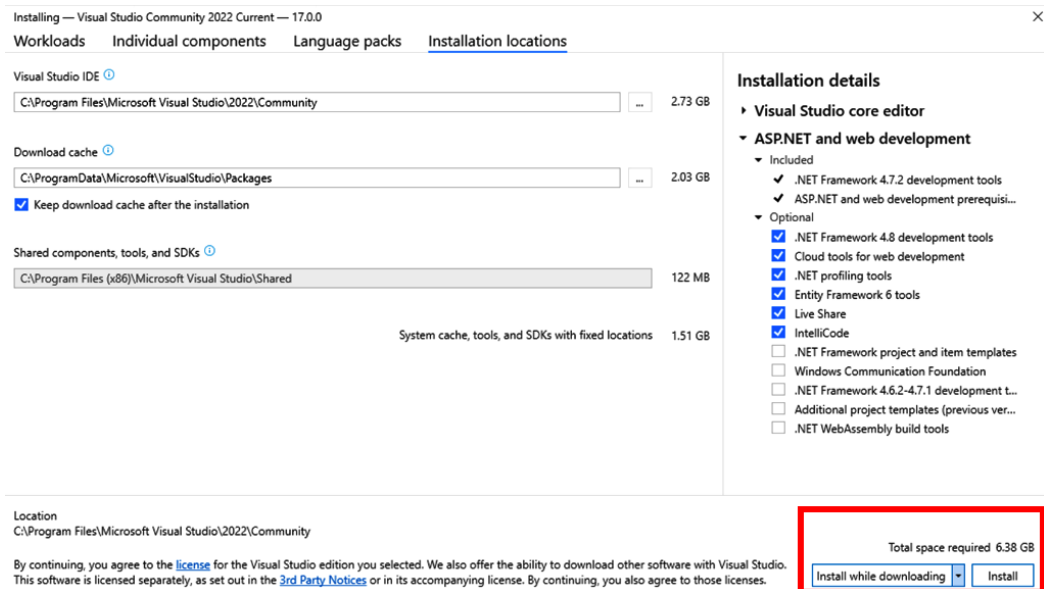 Installing — Visual Studio Community 2022 Current — 17.0.0
Workloads Individual components Language packs Installation locations
Visual Studio IDE
C:\Program Files\Microsoft Visual Studio\2022\Community ... 2.73 GB
Download cache
C:\ProgramData\Microsoft\VisualStudio\Packages ... 2.03 GB
Keep download cache after the installation
Shared components, tools, and SDKs
C:\Program Files (x86)\Microsoft Visual Studio\Shared 122 MB
System cache, tools, and SDKs with fixed locations 1.51 GB
Installation details
Visual Studio core editor
ASP.NET and web development
Included
.NET Framework 4.7.2 development tools
ASP.NET and web development prerequisi...
Optional
.NET Framework 4.8 development tools
Cloud tools for web development
.NET profiling tools
Entity Framework 6 tools
Live Share
IntelliCode
.NET Framework project and item templates
Windows Communication Foundation
.NET Framework 4.6.2-4.7.1 development t...
Additional project templates (previous ver...
.NET WebAssembly build tools
Location
C:\Program Files\Microsoft Visual Studio\2022\Community
By continuing, you agree to the license for the Visual Studio edition you selected. We also offer the ability to download other software with Visual Studio.
This software is licensed separately, as set out in the 3rd Party Notices or in its accompanying license. By continuing, you also agree to those licenses.
Total space required 6.38 GB
Install while downloading Install